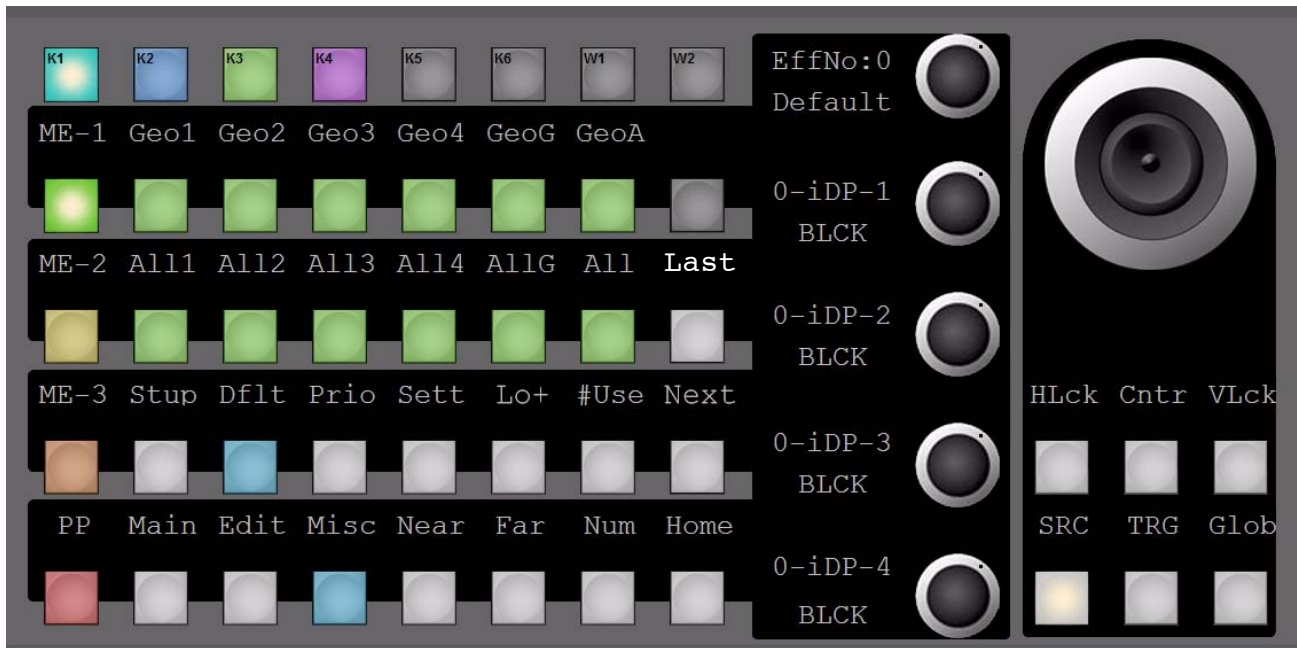 K1 K2 K3 K4 K5 K6 W1 W2 EffNo:0
Default
ME-1 Geo1 Geo2 Geo3 Geo4 GeoG GeoA
0-iDP-1
BLCK
ME-2 All1 All2 All3 All4 AllG All Last
0-iDP-2
BLCK
ME-3 Stup Dflt Prio Sett Lo+ #Use Next HLck Cntr VLck
0-iDP-3
BLCK
PP Main Edit Misc Near Far Num Home SRC TRG Glob
0-iDP-4
BLCK